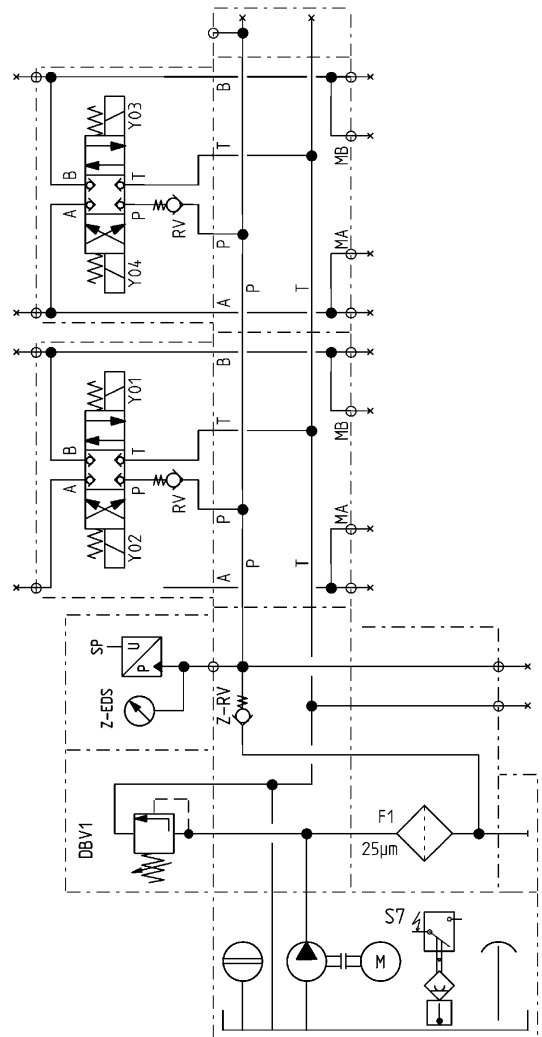 B
Y03
B
T
T
A
P
MB
RV
P
Y04
MA
A
P
T
B
Y01
B
T
T
A
P
MB
RV
P
Y02
MA
A
P
T
SP
U
P
Z-EDS
Z-RV
DBV1
F1
25µm
S7
M